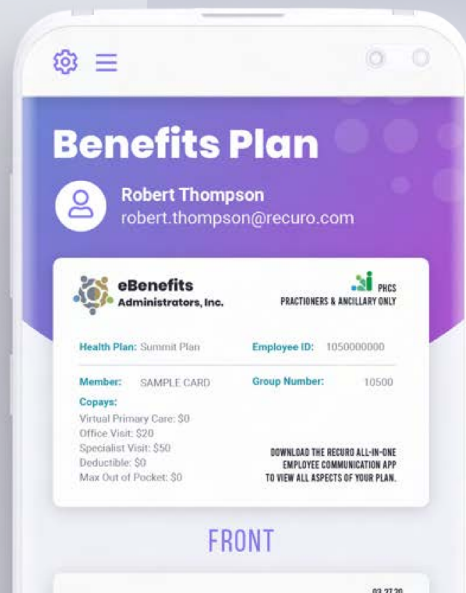 Benefits Plan
Robert Thompson
robert.thompson@recuro.com
eBenefits
Administrators, Inc.
PHCS
PRACTIONERS & ANCILLARY ONLY
Health Plan: Summit Plan
Employee ID: 1050000000
Member: SAMPLE CARD
Group Number: 10500
Copays:
Virtual Primary Care: $0
Office Visit: $20
Specialist Visit: $50
Deductible: $0
Max Out of Pocket: $0
DOWNLOAD THE RECURO ALL-IN-ONE
EMPLOYEE COMMUNICATION APP
TO VIEW ALL ASPECTS OF YOUR PLAN.
FRONT
03.27.20